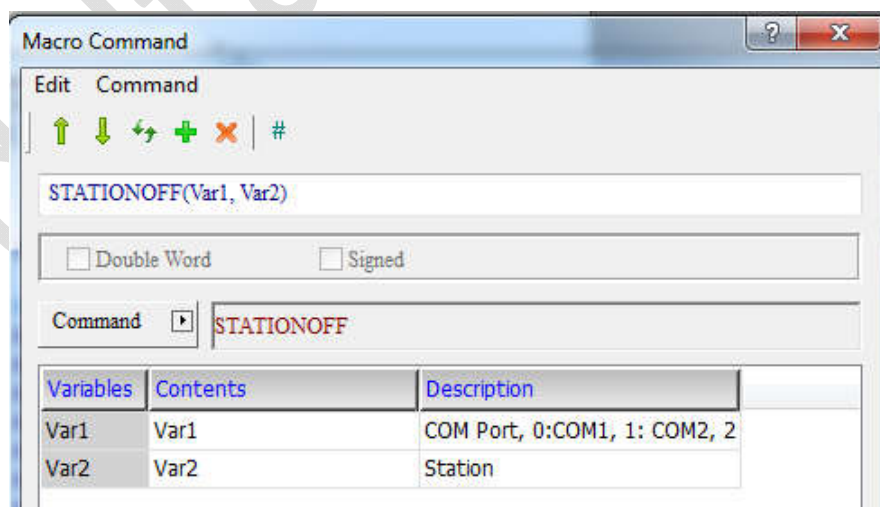 Macro Command
Edit Command
#
STATIONOFF(Var1, Var2)
Double Word Signed
Command STATIONOFF
Variables Contents Description
Var1 Var1 COM Port, 0:COM1, 1: COM2, 2
Var2 Var2 Station